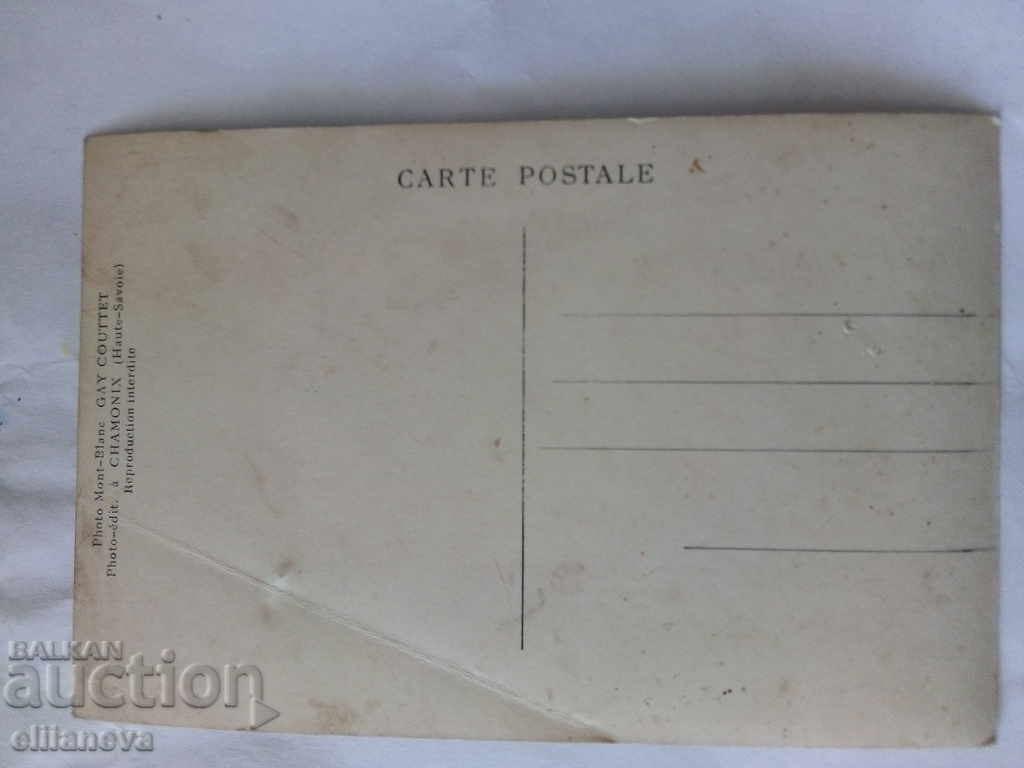 CARTE POSTALE
Photo Mont-Blanc GAY COUTTET
Photo-édit. à CHAMONIX (Haute-Savoie)
Reproduction interdite
BALKAN
auction
ellianova